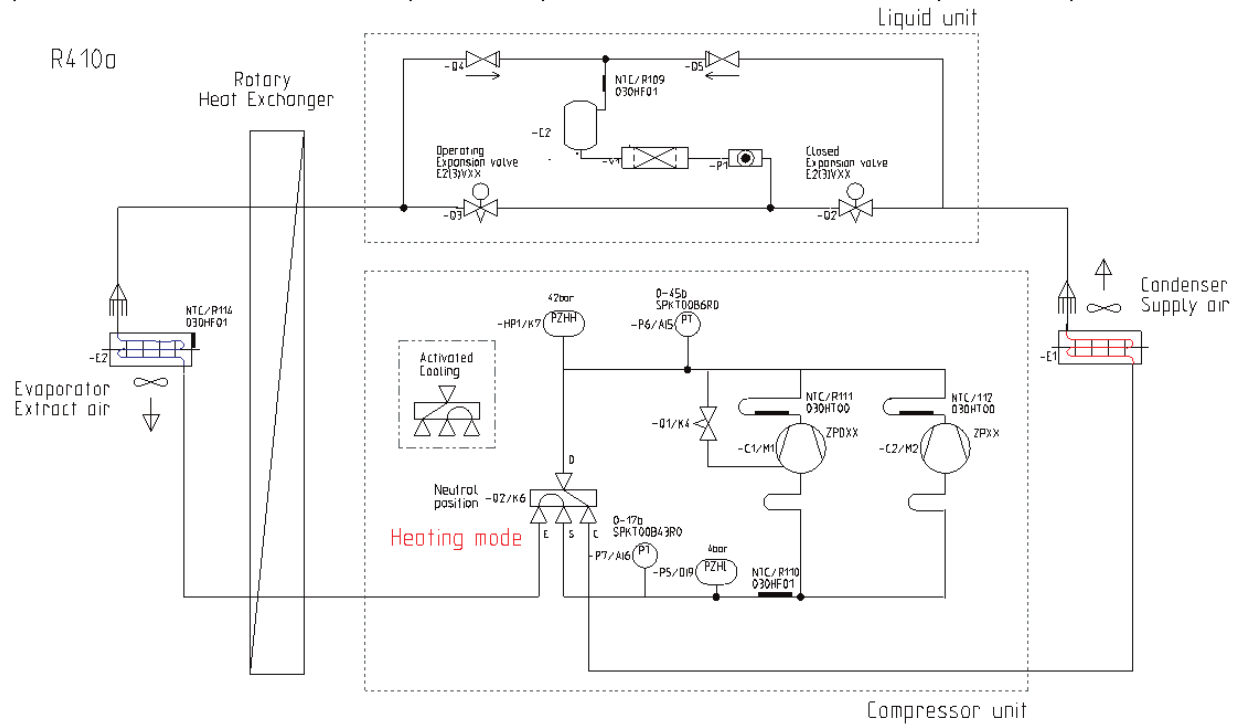 Liquid unit
R410a
Rotary
Heat Exchanger
-Q4
-Q5
NTC/R109
030HF01
-C2
Operating
Expansion valve
E2(3)VXX
-P1
Closed
Expansion valve
E2(3)VXX
-Q3
-Q2
NTC/R114
030HF01
-E2
Evaporator
Extract air
Condenser
Supply air
-E1
42bar
PZHH
-HP1/K7
0-45b
SPKT00B6R0
PT
-P6/AI5
Activated
Cooling
-Q1/K4
NTC/R111
030HT00
ZPDXX
-C1/M1
NTC/112
030HT00
ZPXX
-C2/M2
D
Neutral
position
-Q2/K6
E
S
C
Heating mode
0-17b
SPKT00B43R0
PT
-P7/AI6
4bar
PZHL
-P5/DI9
NTC/R110
030HF01
Compressor unit